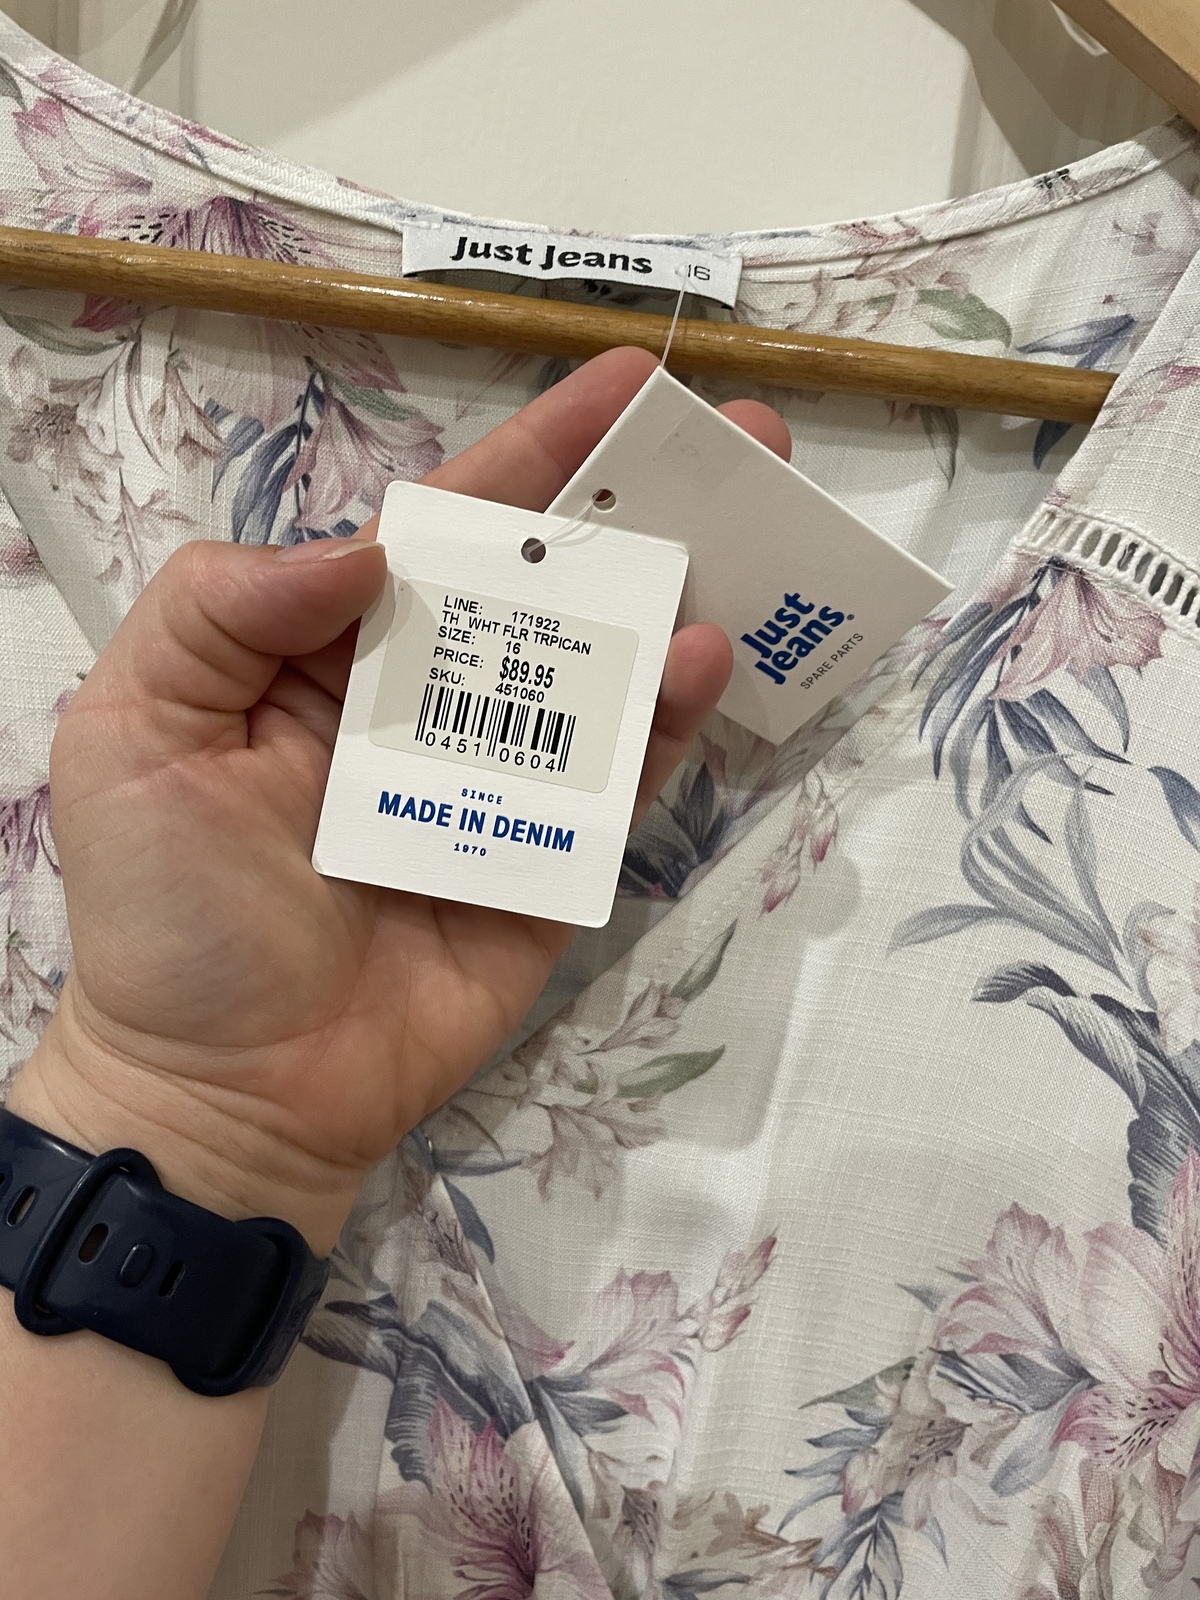 Just Jeans 16
LINE: 171922
TH WHT FLR TRPICAN
SIZE: 16
PRICE: $89.95
SKU: 451060
0451 0604
SINCE
MADE IN DENIM
1970
Just
Jeans®
SPARE PARTS